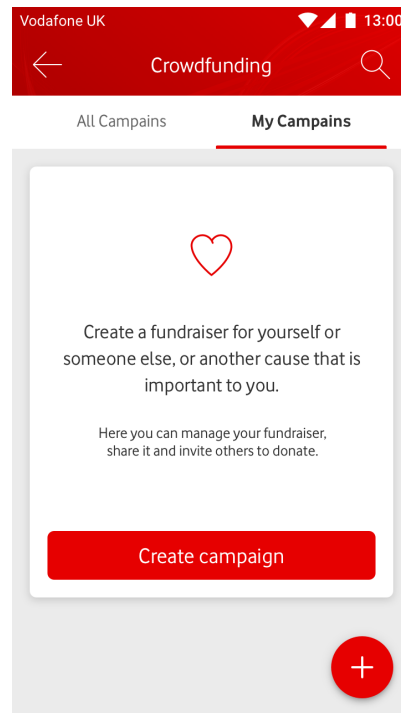 Vodafone UK 13:00
Crowdfunding
All Campains My Campains
Create a fundraiser for yourself or
someone else, or another cause that is
important to you.
Here you can manage your fundraiser,
share it and invite others to donate.
Create campaign